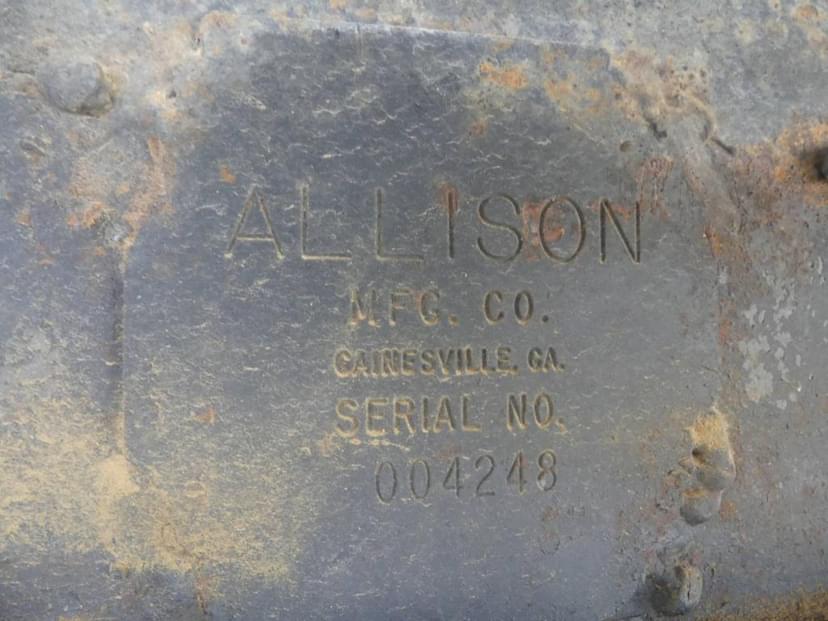 ALLISON
MFG. CO.
GAINESVILLE, GA.
SERIAL NO.
004248